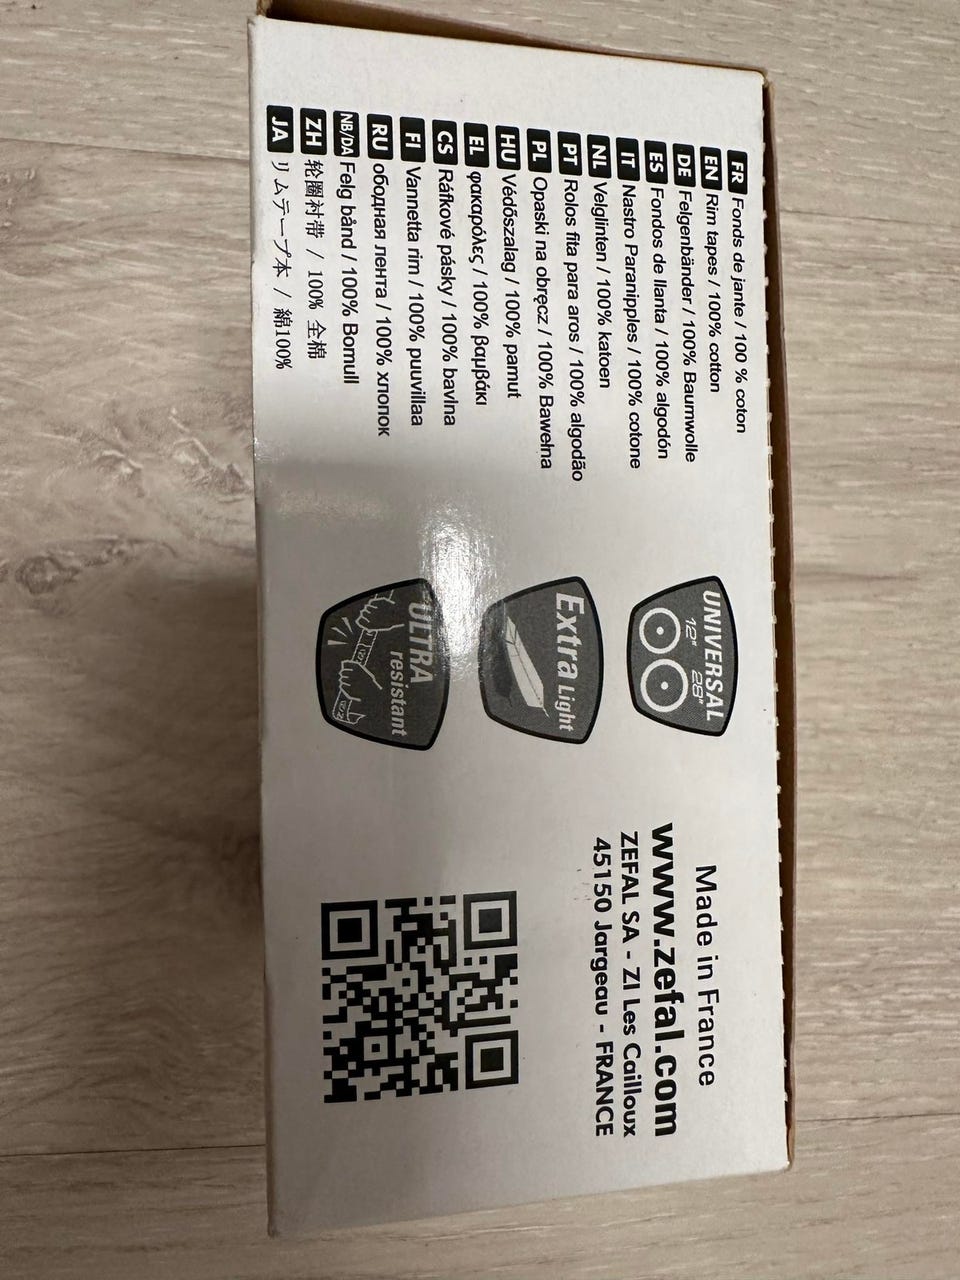 FR Fonds de jante / 100 % coton
EN Rim tapes / 100% cotton
DE Felgenbänder / 100% Baumwolle
ES Fondos de llanta / 100% algodón
IT Nastro Paranipples / 100% cotone
NL Velglinten / 100% katoen
PT Rolos fita para aros / 100% algodão
PL Opaski na obręcz / 100% Bawełna
HU Védőszalag / 100% pamut
EL φακαρόλες / 100% βαμβάκι
CS Ráfkové pásky / 100% bavlna
FI Vannetta rim / 100% puuvillaa
RU ободная лента / 100% хлопок
NB/DA Felg bånd / 100% Bomull
ZH 轮圈衬带 / 100% 全棉
JA リムテープ本 / 綿100%
UNIVERSAL
12" 28"
Extra Light
ULTRA
resistant
Made in France
www.zefal.com
ZEFAL SA - ZI Les Cailloux
45150 Jargeau - FRANCE